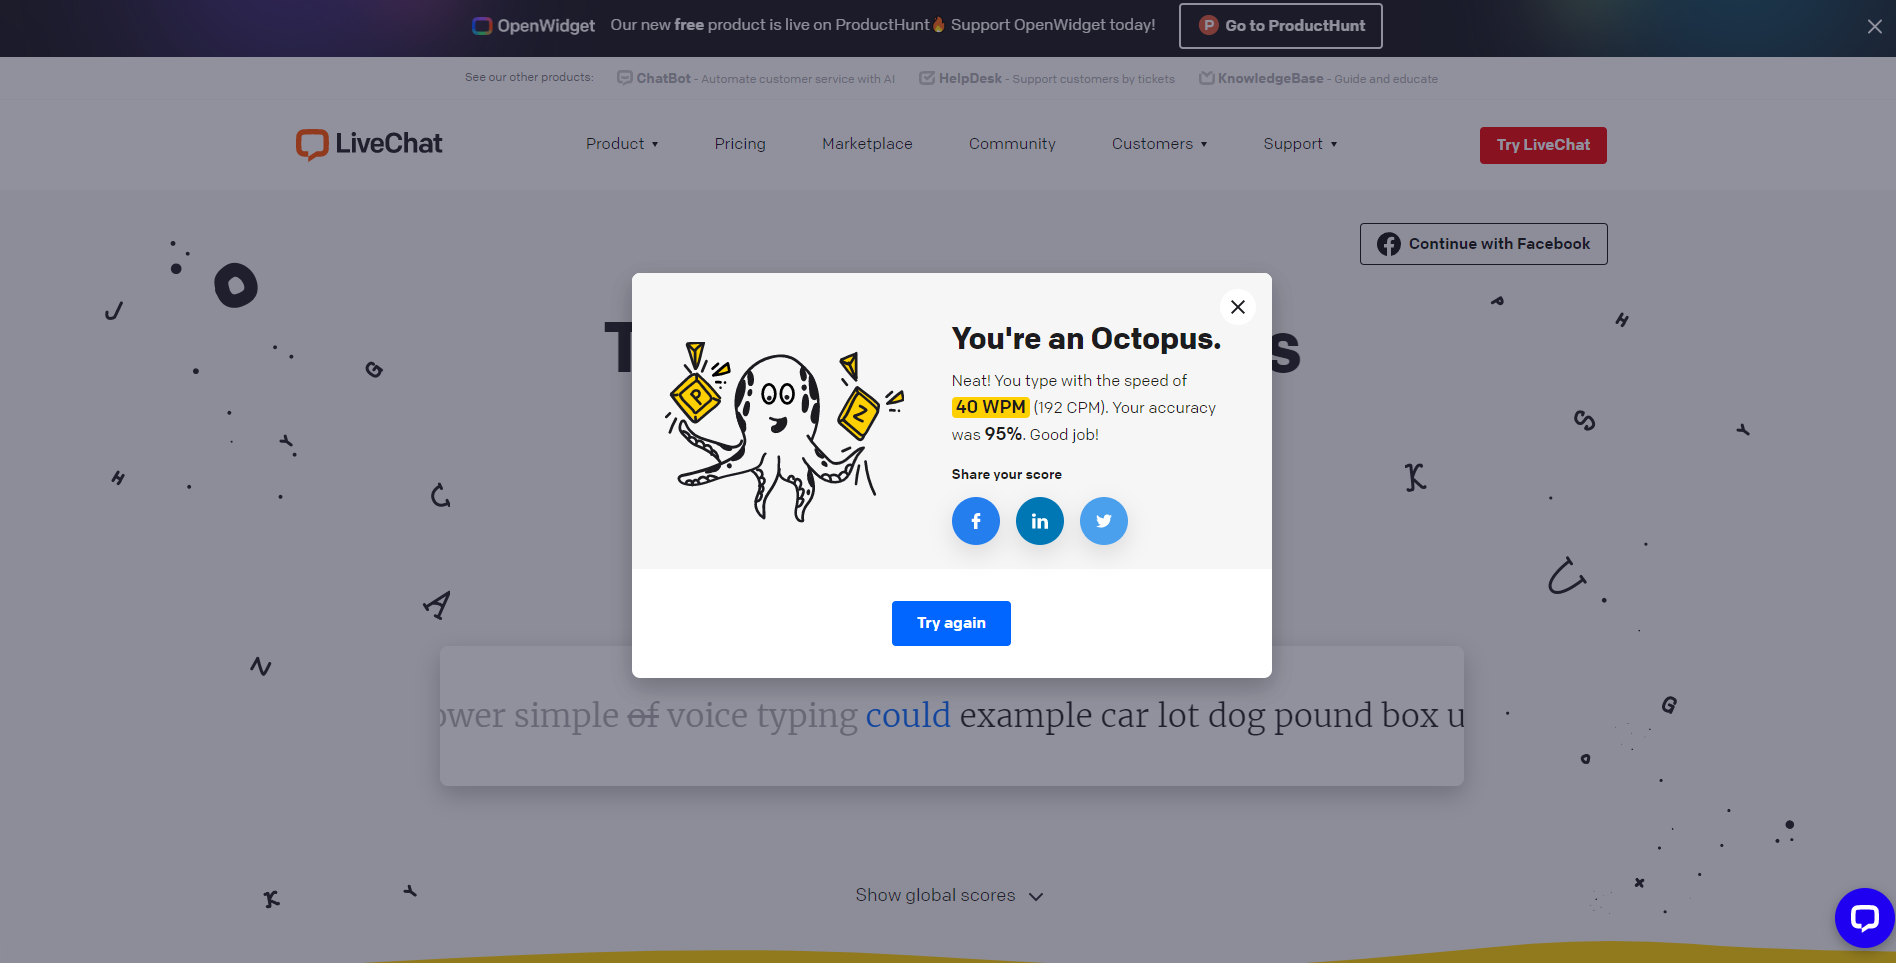 OpenWidget Our new free product is live on ProductHunt🔥 Support OpenWidget today! P Go to ProductHunt
See our other products: ChatBot - Automate customer service with AI HelpDesk - Support customers by tickets KnowledgeBase - Guide and educate
LiveChat Product ▾ Pricing Marketplace Community Customers ▾ Support ▾ Try LiveChat
Continue with Facebook
T s
You're an Octopus.
Neat! You type with the speed of
40 WPM (192 CPM). Your accuracy
was 95%. Good job!
P Z
Share your score
f in
Try again
ower simple of voice typing could example car lot dog pound box u
Show global scores
O
J
G
Y
H
C
A
N
K
Y
P
H
S
Y
K
U
G